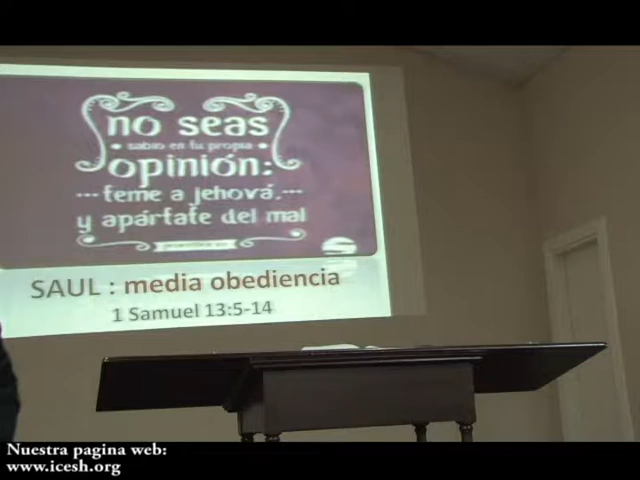 no seas
sabio en tu propia
opinión:
teme a jehová,
y apártate del mal
SAUL : media obediencia
1 Samuel 13:5-14
Nuestra pagina web:
www.icesh.org